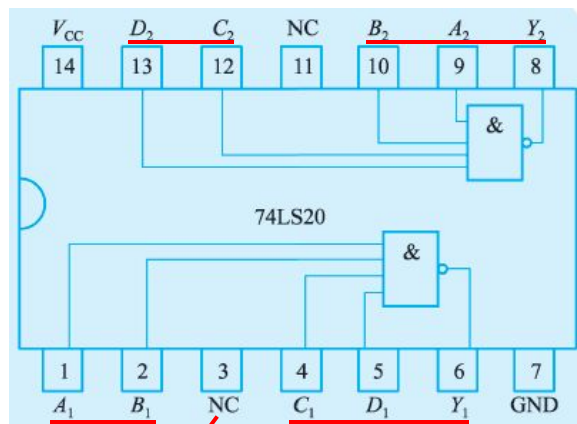 V_CC D₂ C₂ NC B₂ A₂ Y₂
14 13 12 11 10 9 8
&
74LS20
&
1 2 3 4 5 6 7
A₁ B₁ NC C₁ D₁ Y₁ GND